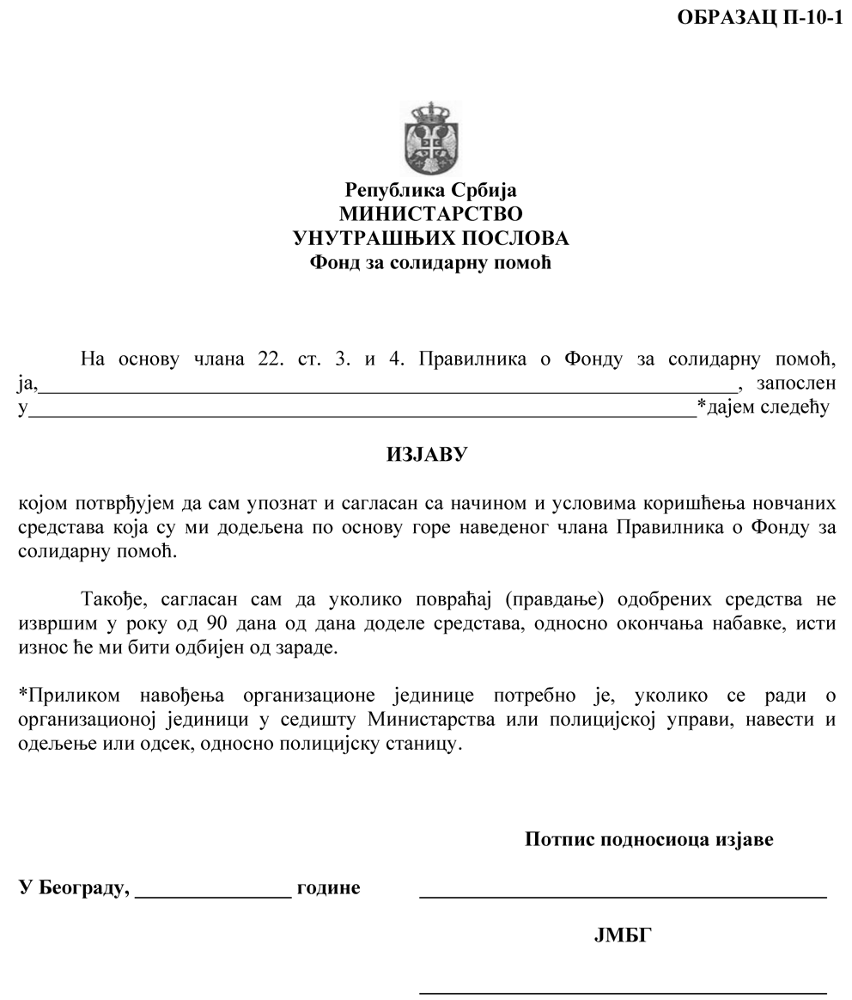 ОБРАЗАЦ П-10-1
Република Србија
МИНИСТАРСТВО
УНУТРАШЊИХ ПОСЛОВА
Фонд за солидарну помоћ
На основу члана 22. ст. 3. и 4. Правилника о Фонду за солидарну помоћ,
ја,____________________________________________________________________, запослен
у_________________________________________________________________*дајем следећу
ИЗЈАВУ
којом потврђујем да сам упознат и сагласан са начином и условима коришћења новчаних
средстава која су ми додељена по основу горе наведеног члана Правилника о Фонду за
солидарну помоћ.
Такође, сагласан сам да уколико повраћај (правдање) одобрених средства не
извршим у року од 90 дана од дана доделе средстава, односно окончања набавке, исти
износ ће ми бити одбијен од зараде.
*Приликом навођења организационе јединице потребно је, уколико се ради о
организационој јединици у седишту Министарства или полицијској управи, навести и
одељење или одсек, односно полицијску станицу.
Потпис подносиоца изјаве
У Београду, _______________ године _______________________________________
ЈМБГ
_______________________________________